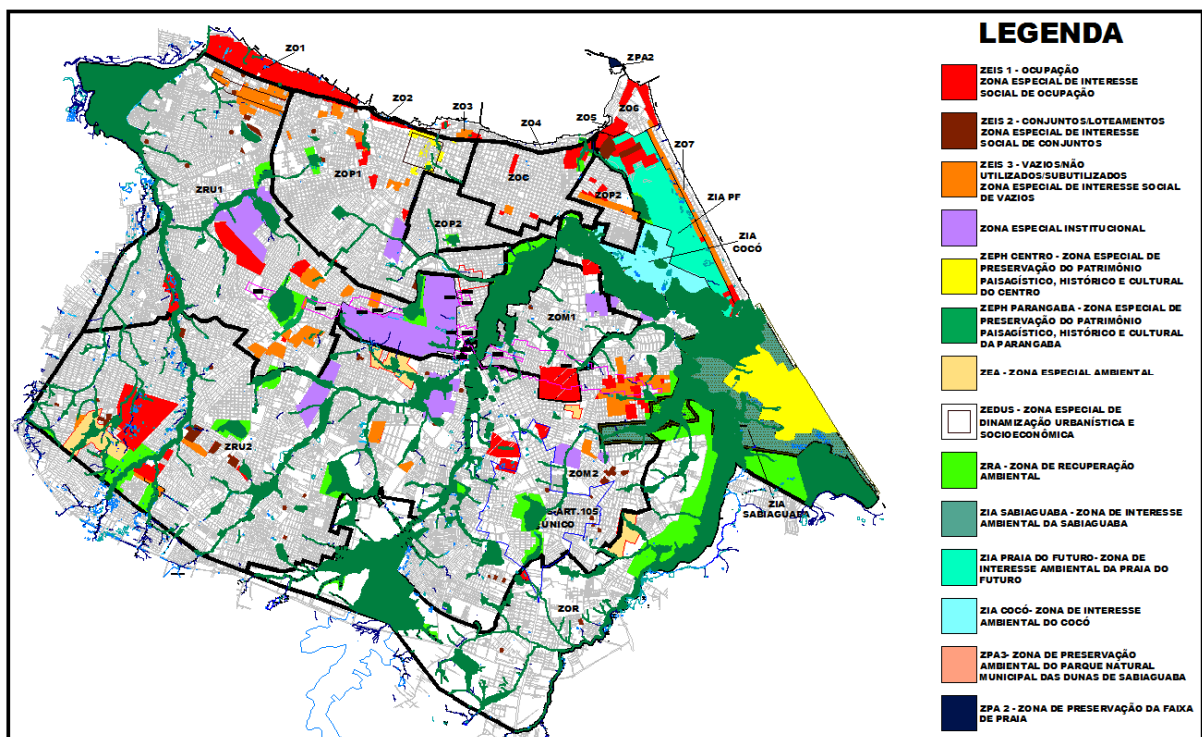 LEGENDA
ZEIS 1 - OCUPAÇÃO
ZONA ESPECIAL DE INTERESSE
SOCIAL DE OCUPAÇÃO
ZEIS 2 - CONJUNTOS/LOTEAMENTOS
ZONA ESPECIAL DE INTERESSE
SOCIAL DE CONJUNTOS
ZEIS 3 - VAZIOS/NÃO
UTILIZADOS/SUBUTILIZADOS
ZONA ESPECIAL DE INTERESSE SOCIAL
DE VAZIOS
ZONA ESPECIAL INSTITUCIONAL
ZEPH CENTRO - ZONA ESPECIAL DE
PRESERVAÇÃO DO PATRIMÔNIO
PAISAGÍSTICO, HISTÓRICO E CULTURAL
DO CENTRO
ZEPH PARANGABA - ZONA ESPECIAL DE
PRESERVAÇÃO DO PATRIMÔNIO
PAISAGÍSTICO, HISTÓRICO E CULTURAL
DA PARANGABA
ZEA - ZONA ESPECIAL AMBIENTAL
ZEDUS - ZONA ESPECIAL DE
DINAMIZAÇÃO URBANÍSTICA E
SOCIOECONÔMICA
ZRA - ZONA DE RECUPERAÇÃO
AMBIENTAL
ZIA SABIAGUABA - ZONA DE INTERESSE
AMBIENTAL DA SABIAGUABA
ZIA PRAIA DO FUTURO- ZONA DE
INTERESSE AMBIENTAL DA PRAIA DO
FUTURO
ZIA COCÓ- ZONA DE INTERESSE
AMBIENTAL DO COCÓ
ZPA3- ZONA DE PRESERVAÇÃO
AMBIENTAL DO PARQUE NATURAL
MUNICIPAL DAS DUNAS DE SABIAGUABA
ZPA 2 - ZONA DE PRESERVAÇÃO DA FAIXA
DE PRAIA
ZO1
ZPA2
ZO2
ZO3
ZO4
ZO5
ZO6
ZO7
ZOP1
ZOC
ZRU1
ZOP2
ZOP2
ZIA PF
ZIA
COCÓ
ZOM1
ZRU2
ZOM2
S-ART.105
ÚNICO
ZIA
SABIAGUABA
ZOR